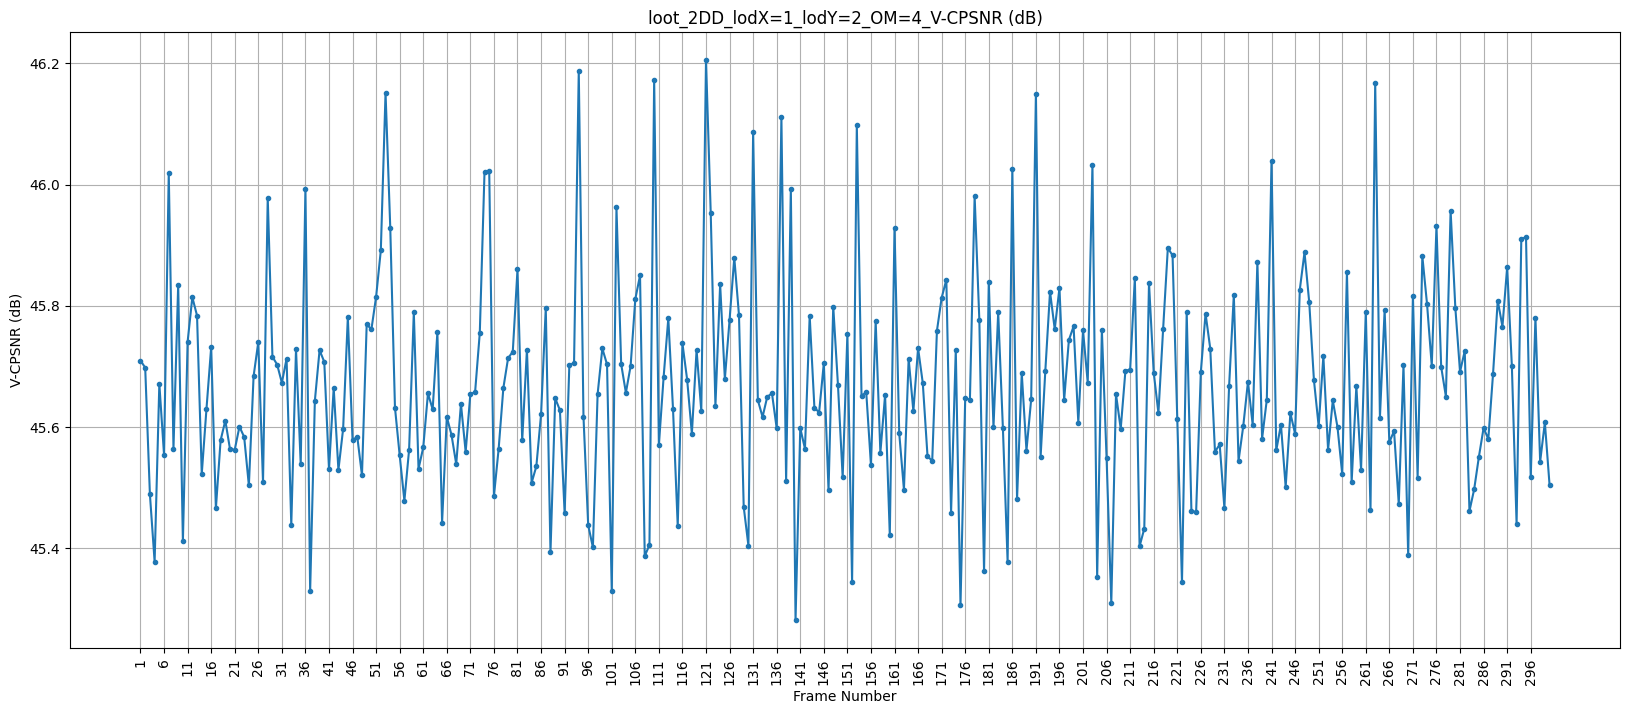 loot_2DD_lodX=1_lodY=2_OM=4_V-CPSNR (dB)
V-CPSNR (dB)
46.2
46.0
45.8
45.6
45.4
1 6 11 16 21 26 31 36 41 46 51 56 61 66 71 76 81 86 91 96 101 106 111 116 121 126 131 136 141 146 151 156 161 166 171 176 181 186 191 196 201 206 211 216 221 226 231 236 241 246 251 256 261 266 271 276 281 286 291 296
Frame Number